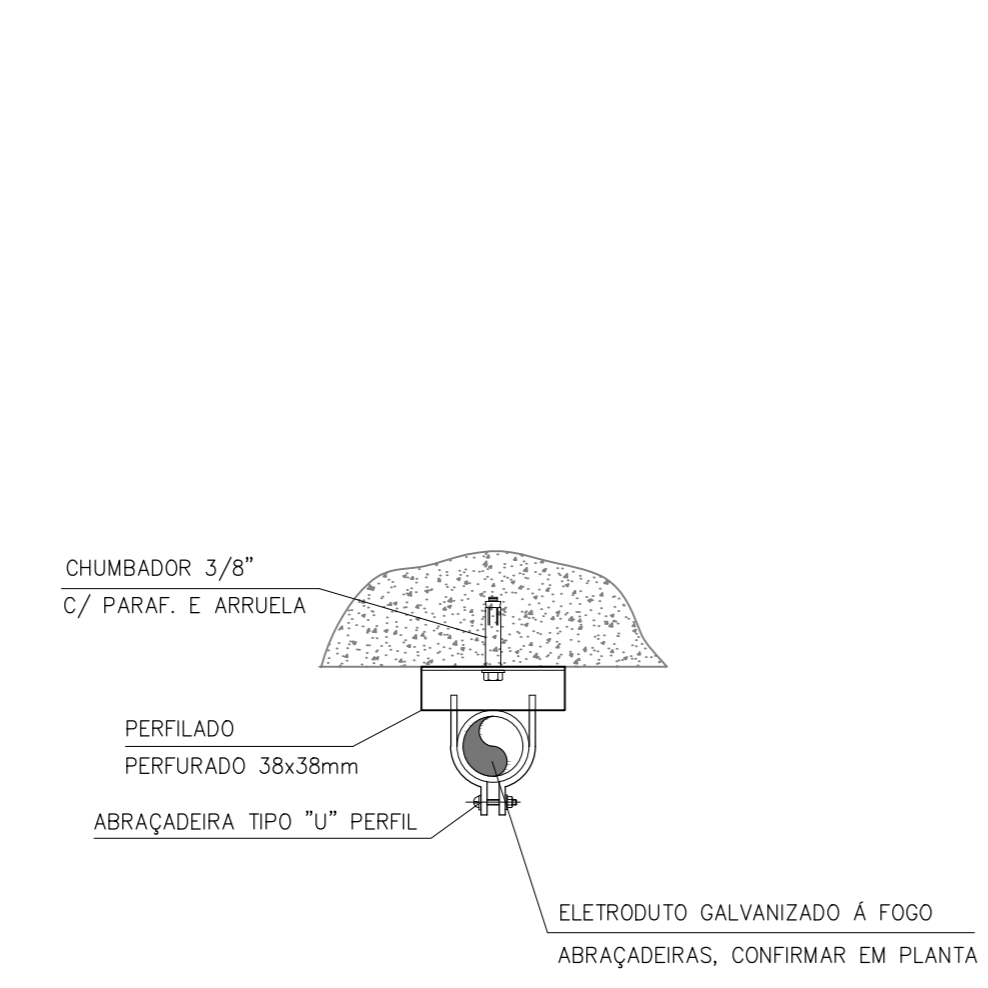 CHUMBADOR 3/8"
C/ PARAF. E ARRUELA
PERFILADO
PERFURADO 38x38mm
ABRAÇADEIRA TIPO "U" PERFIL
ELETRODUTO GALVANIZADO Á FOGO
ABRAÇADEIRAS, CONFIRMAR EM PLANTA